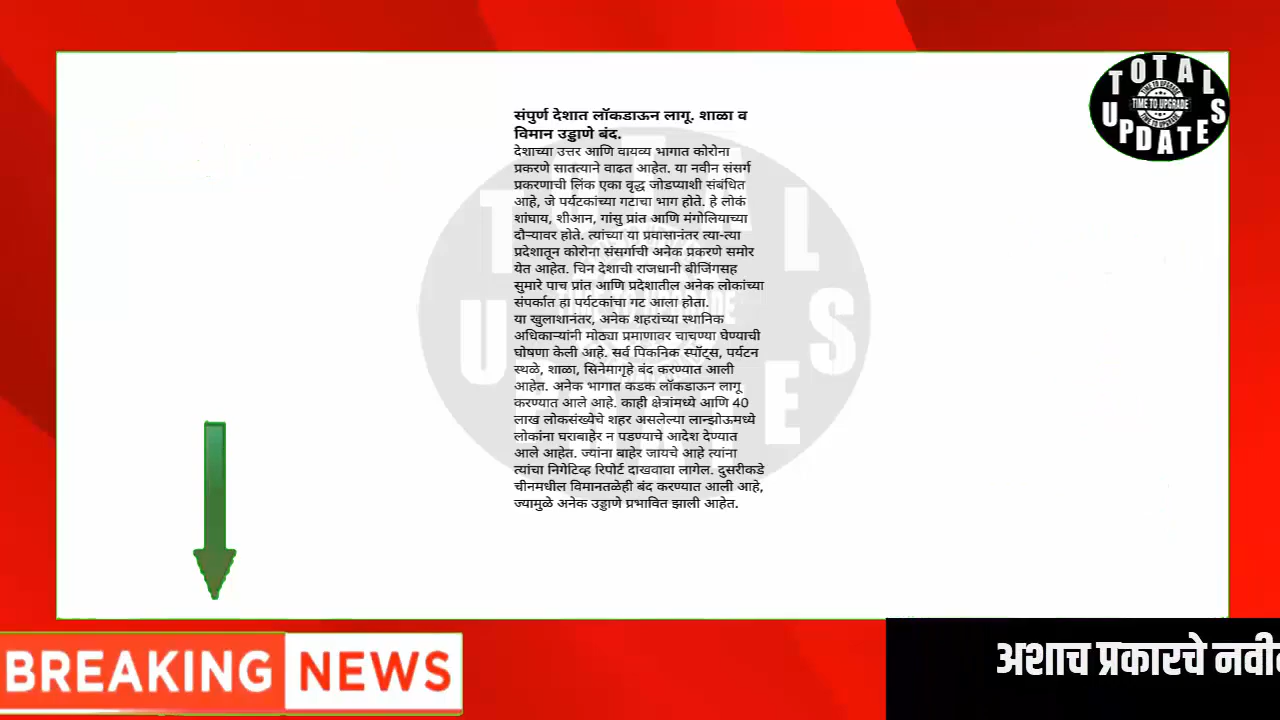 TOTAL
TIME TO UPGRADE
UPDATES
संपुर्ण देशात लॉकडाऊन लागू. शाळा व
विमान उड्डाणे बंद.
देशाच्या उत्तर आणि वायव्य भागात कोरोना
प्रकरणे सातत्याने वाढत आहेत. या नवीन संसर्ग
प्रकरणाची लिंक एका वृद्ध जोडप्याशी संबंधित
आहे, जे पर्यटकांच्या गटाचा भाग होते. हे लोकं
शांघाय, शीआन, गांसु प्रांत आणि मंगोलियाच्या
दौऱ्यावर होते. त्यांच्या या प्रवासानंतर त्या-त्या
प्रदेशातून कोरोना संसर्गाची अनेक प्रकरणे समोर
येत आहेत. चिन देशाची राजधानी बीजिंगसह
सुमारे पाच प्रांत आणि प्रदेशातील अनेक लोकांच्या
संपर्कात हा पर्यटकांचा गट आला होता.
या खुलाशानंतर, अनेक शहरांच्या स्थानिक
अधिकाऱ्यांनी मोठ्या प्रमाणावर चाचण्या घेण्याची
घोषणा केली आहे. सर्व पिकनिक स्पॉट्स, पर्यटन
स्थळे, शाळा, सिनेमागृहे बंद करण्यात आली
आहेत. अनेक भागात कडक लॉकडाऊन लागू
करण्यात आले आहे. काही क्षेत्रांमध्ये आणि 40
लाख लोकसंख्येचे शहर असलेल्या लान्झोऊमध्ये
लोकांना घराबाहेर न पडण्याचे आदेश देण्यात
आले आहेत. ज्यांना बाहेर जायचे आहे त्यांना
त्यांचा निगेटिव्ह रिपोर्ट दाखवावा लागेल. दुसरीकडे
चीनमधील विमानतळेही बंद करण्यात आली आहे,
ज्यामुळे अनेक उड्डाणे प्रभावित झाली आहेत.
BREAKING NEWS
अशाच प्रकारचे